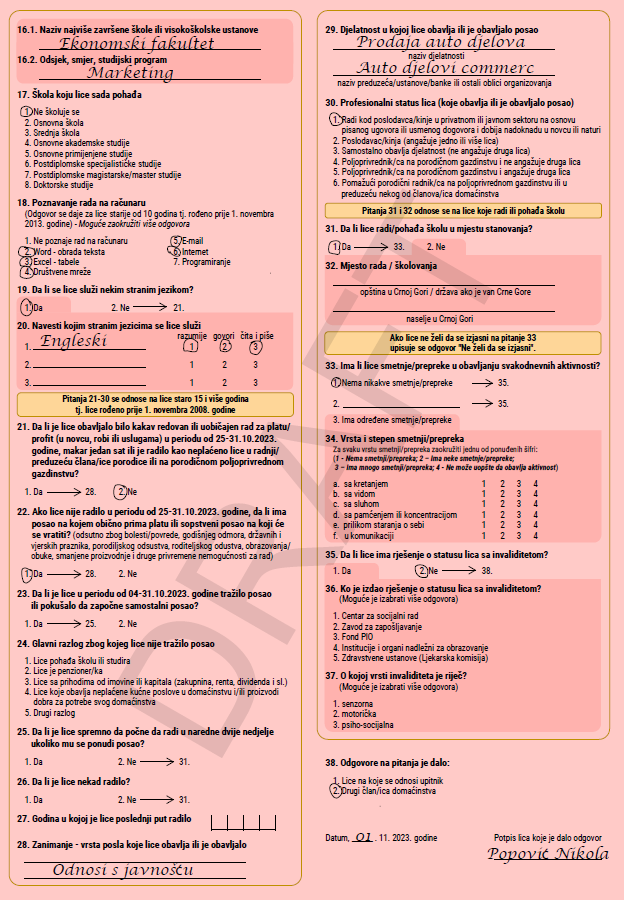 16.1. Naziv najviše završene škole ili visokoškolske ustanove
Ekonomski fakultet
16.2. Odsjek, smjer, studijski program
Marketing
17. Škola koju lice sada pohađa
1. Ne školuje se
2. Osnovna škola
3. Srednja škola
4. Osnovne akademske studije
5. Osnovne primijenjene studije
6. Postdiplomske specijalističke studije
7. Postdiplomske magistarske/master studije
8. Doktorske studije
18. Poznavanje rada na računaru
(Odgovor se daje za lice starije od 10 godina tj. rođeno prije 1. novembra
2013. godine) - Moguće zaokružiti više odgovora
1. Ne poznaje rad na računaru
2. Word - obrada teksta
3. Excel - tabele
4. Društvene mreže
5. E-mail
6. Internet
7. Programiranje
19. Da li se lice služi nekim stranim jezikom?
1. Da 2. Ne 21.
20. Navesti kojim stranim jezicima se lice služi
razumije govori čita i piše
1. Engleski 1 2 3
2. 1 2 3
3. 1 2 3
Pitanja 21-30 se odnose na lice staro 15 i više godina
tj. lice rođeno prije 1. novembra 2008. godine
21. Da li je lice obavljalo bilo kakav redovan ili uobičajen rad za platu/
profit (u novcu, robi ili uslugama) u periodu od 25-31.10.2023.
godine, makar jedan sat ili je radilo kao neplaćeno lice u radnji/
preduzeću člana/ice porodice ili na porodičnom poljoprivrednom
gazdinstvu?
1. Da 28. 2. Ne
22. Ako lice nije radilo u periodu od 25-31.10.2023. godine, da li ima
posao na kojem obično prima platu ili sopstveni posao na koji će
se vratiti? (odsutno zbog bolesti/povrede, godišnjeg odmora, državnih i
vjerskih praznika, porodiljskog odsustva, roditeljskog odustva, obrazovanja/
obuke, smanjene proizvodnje i druge privremene nemogućnosti za rad)
1. Da 28. 2. Ne
23. Da li je lice u periodu od 04-31.10.2023. godine tražilo posao
ili pokušalo da započne samostalni posao?
1. Da 25. 2. Ne
24. Glavni razlog zbog kojeg lice nije tražilo posao
1. Lice pohađa školu ili studira
2. Lice je penzioner/ka
3. Lice sa prihodima od imovine ili kapitala (zakupnina, renta, dividenda i sl.)
4. Lice koje obavlja neplaćene kućne poslove u domaćinstvu i/ili proizvodi
dobra za potrebe svog domaćinstva
5. Drugi razlog
25. Da li je lice spremno da počne da radi u naredne dvije nedjelje
ukoliko mu se ponudi posao?
1. Da 2. Ne 31.
26. Da li je lice nekad radilo?
1. Da 2. Ne 31.
27. Godina u kojoj je lice posljednji put radilo
28. Zanimanje - vrsta posla koje lice obavlja ili je obavljalo
Odnosi s javnošću
29. Djelatnost u kojoj lice obavlja ili je obavljalo posao
Prodaja auto djelova
naziv djelatnosti
Auto djelovi commerc
naziv preduzeća/ustanove/banke ili ostali oblici organizovanja
30. Profesionalni status lica (koje obavlja ili je obavljalo posao)
1. Radi kod poslodavca/kinje u privatnom ili javnom sektoru na osnovu
pisanog ugovora ili usmenog dogovora i dobija nadoknadu u novcu ili naturi
2. Poslodavac/kinja (angažuje jedno ili više lica)
3. Samostalno obavlja djelatnost (ne angažuje druga lica)
4. Poljoprivrednik/ca na porodičnom gazdinstvu i ne angažuje druga lica
5. Poljoprivrednik/ca na porodičnom gazdinstvu i angažuje druga lica
6. Pomažući porodični radnik/ca na poljoprivrednom gazdinstvu ili u
preduzeću nekog od članova/ica domaćinstva
Pitanja 31 i 32 odnose se na lice koje radi ili pohađa školu
31. Da li lice radi/pohađa školu u mjestu stanovanja?
1. Da 33. 2. Ne
32. Mjesto rada / školovanja
opština u Crnoj Gori / država ako je van Crne Gore
naselje u Crnoj Gori
Ako lice ne želi da se izjasni na pitanje 33
upisuje se odgovor "Ne želi da se izjasni".
33. Ima li lice smetnje/prepreke u obavljanju svakodnevnih aktivnosti?
1. Nema nikakve smetnje/prepreke 35.
2. 35.
3. Ima određene smetnje/prepreke
34. Vrsta i stepen smetnji/prepreka
Za svaku vrstu smetnji/prepreka zaokružiti jednu od ponuđenih šifri:
(1 - Nema smetnji/prepreka; 2 – Ima neke smetnje/prepreke;
3 – Ima mnogo smetnji/prepreka; 4 - Ne može uopšte da obavlja aktivnost)
a. sa kretanjem 1 2 3 4
b. sa vidom 1 2 3 4
c. sa sluhom 1 2 3 4
d. sa pamćenjem ili koncentracijom 1 2 3 4
e. prilikom staranja o sebi 1 2 3 4
f. u komunikaciji 1 2 3 4
35. Da li lice ima rješenje o statusu lica sa invaliditetom?
1. Da 2. Ne 38.
36. Ko je izdao rješenje o statusu lica sa invaliditetom?
(Moguće je izabrati više odgovora)
1. Centar za socijalni rad
2. Zavod za zapošljavanje
3. Fond PIO
4. Institucije i organi nadležni za obrazovanje
5. Zdravstvene ustanove (Ljekarska komisija)
37. O kojoj vrsti invaliditeta je riječ?
(Moguće je izabrati više odgovora)
1. senzorna
2. motorička
3. psiho-socijalna
38. Odgovore na pitanja je dalo:
1. Lice na koje se odnosi upitnik
2. Drugi član/ica domaćinstva
Datum, 01 . 11. 2023. godine
Potpis lica koje je dalo odgovor
Popović Nikola
DRAFT